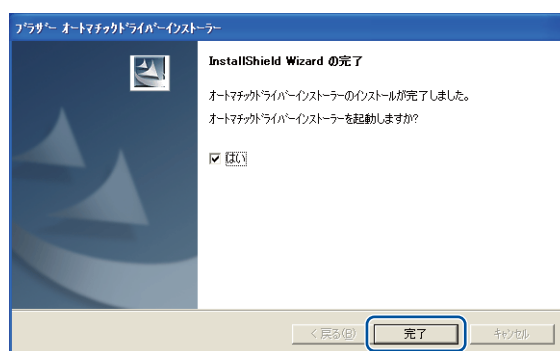 ブラザー オートマチックドライバーインストーラー
InstallShield Wizard の完了
オートマチックドライバーインストーラーのインストールが完了しました。
オートマチックドライバーインストーラーを起動しますか?
はい
< 戻る(B) 完了 キャンセル